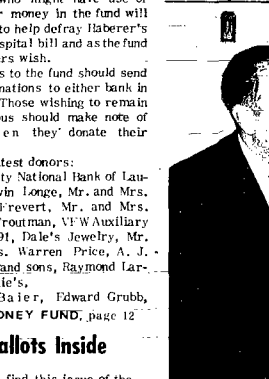 who might have use of
r money in the fund will
to help defray Haberer's
spital bill and as the fund
rs wish.
s to the fund should send
nations to either bank in
Those wishing to remain
ous should make note of
en they donate their
test donors:
ty National Bank of Lau-
vin Longe, Mr. and Mrs.
Frevert, Mr. and Mrs.
Troutman, VFW Auxiliary
91, Dale's Jewelry, Mr.
s. Warren Price, A. J.
and sons, Raymond Lar-
ie's,
Baier, Edward Grubb,
ONEY FUND, page 12
allots Inside
find this issue of the